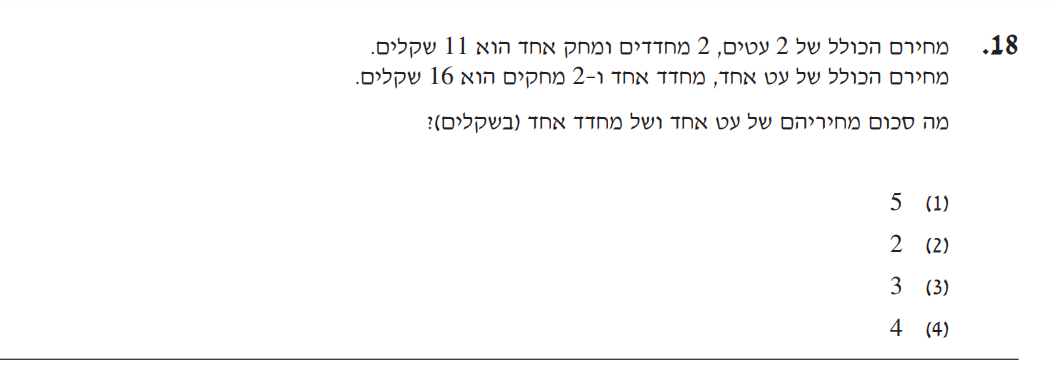 18. מחירם הכולל של 2 עטים, 2 מחדדים ומחק אחד הוא 11 שקלים.
מחירם הכולל של עט אחד, מחדד אחד ו-2 מחקים הוא 16 שקלים.
מה סכום מחיריהם של עט אחד ושל מחדד אחד (בשקלים)?
(1) 5
(2) 2
(3) 3
(4) 4